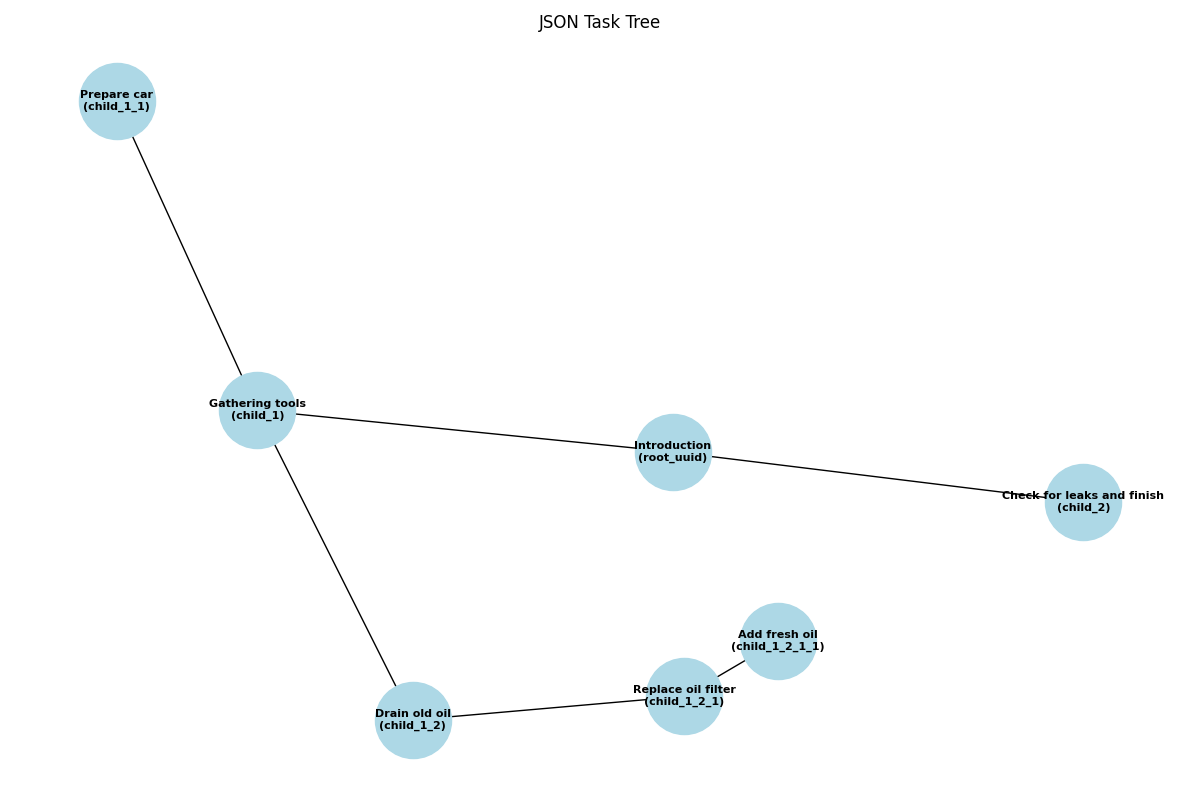 JSON Task Tree
Prepare car
(child_1_1)
Gathering tools
(child_1)
Introduction
(root_uuid)
Check for leaks and finish
(child_2)
Add fresh oil
(child_1_2_1_1)
Replace oil filter
(child_1_2_1)
Drain old oil
(child_1_2)